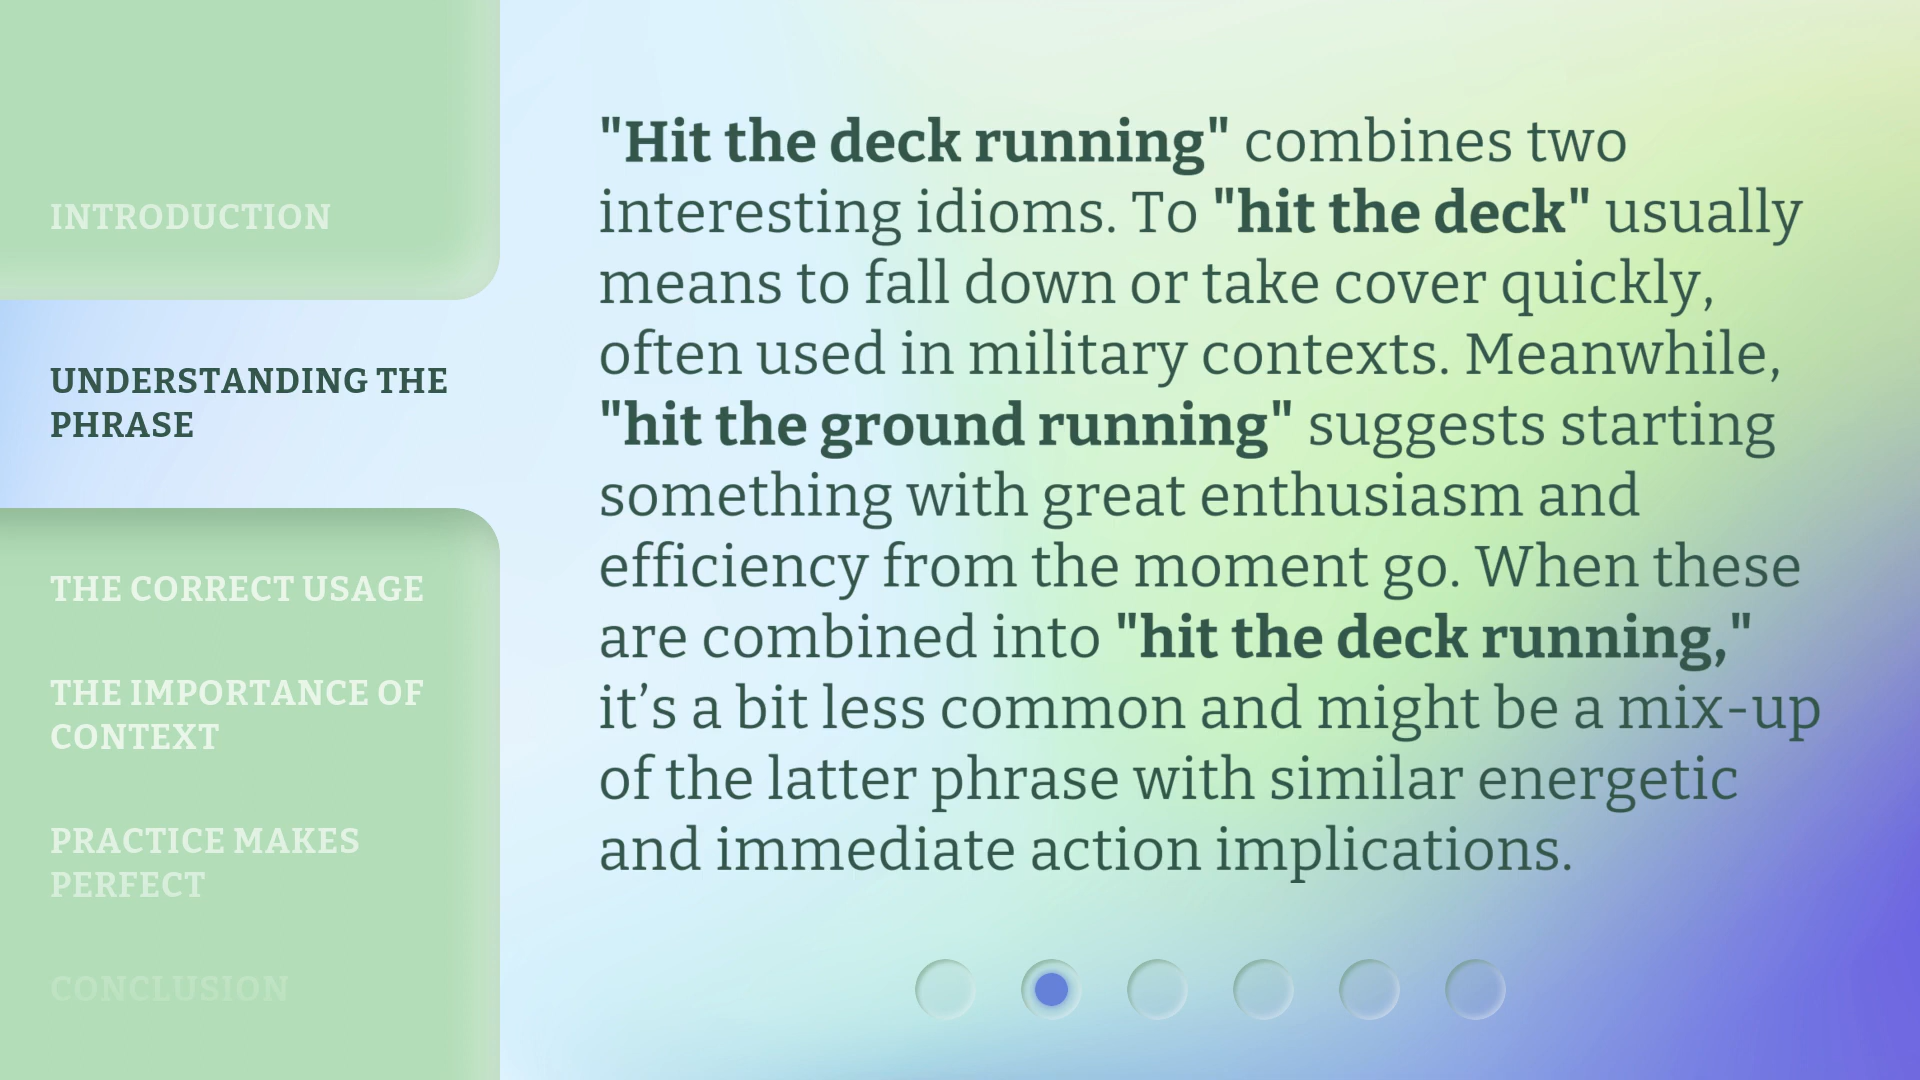 INTRODUCTION
UNDERSTANDING THE
PHRASE
THE CORRECT USAGE
THE IMPORTANCE OF
CONTEXT
PRACTICE MAKES
PERFECT
CONCLUSION
"Hit the deck running" combines two
interesting idioms. To "hit the deck" usually
means to fall down or take cover quickly,
often used in military contexts. Meanwhile,
"hit the ground running" suggests starting
something with great enthusiasm and
efficiency from the moment go. When these
are combined into "hit the deck running,"
it’s a bit less common and might be a mix-up
of the latter phrase with similar energetic
and immediate action implications.